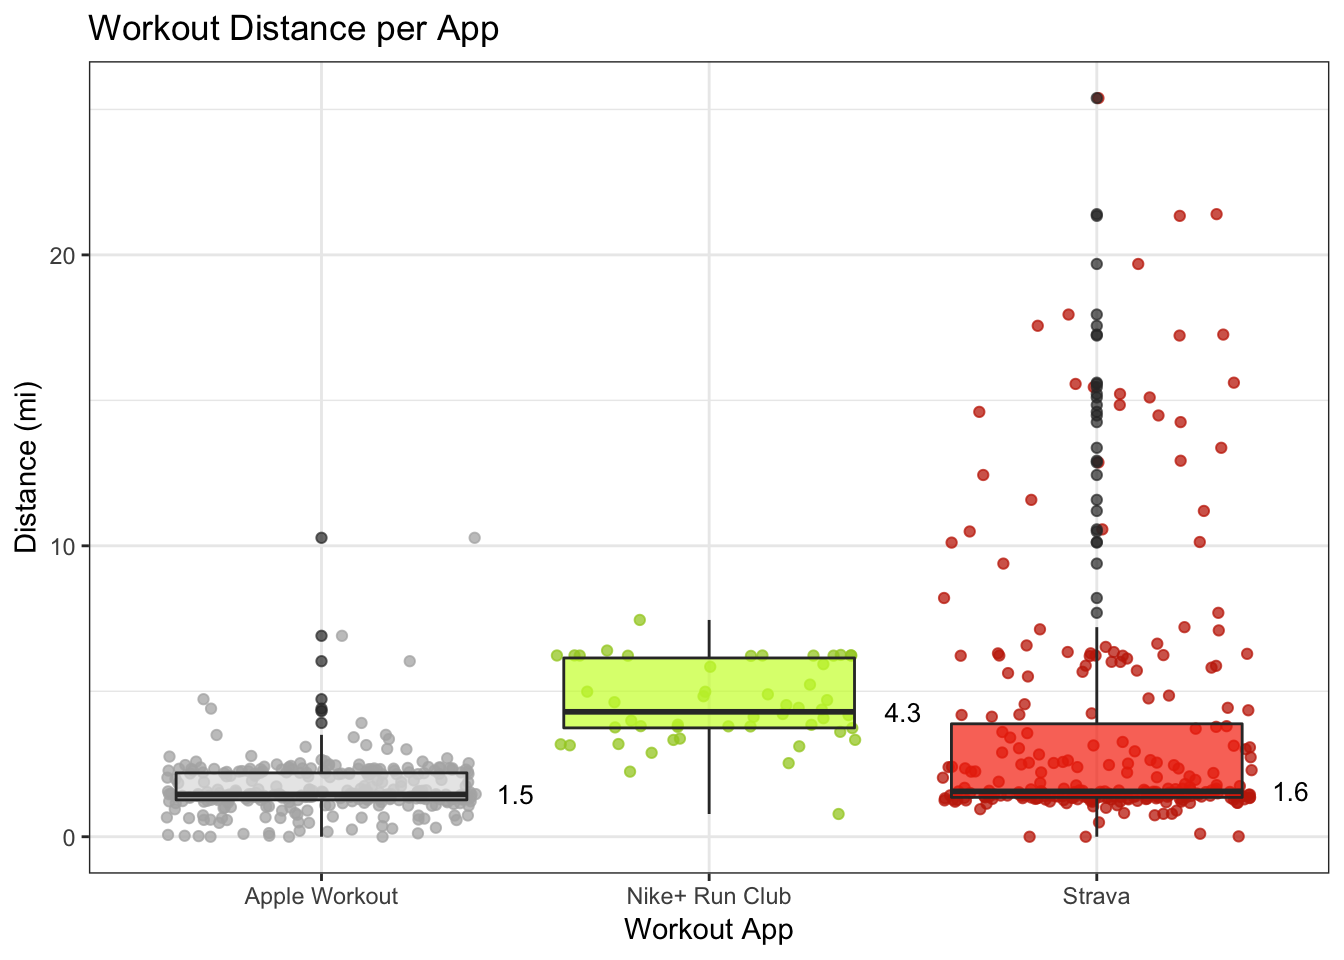 Workout Distance per App
Distance (mi)
20
10
0
1.5
4.3
1.6
Apple Workout
Nike+ Run Club
Strava
Workout App